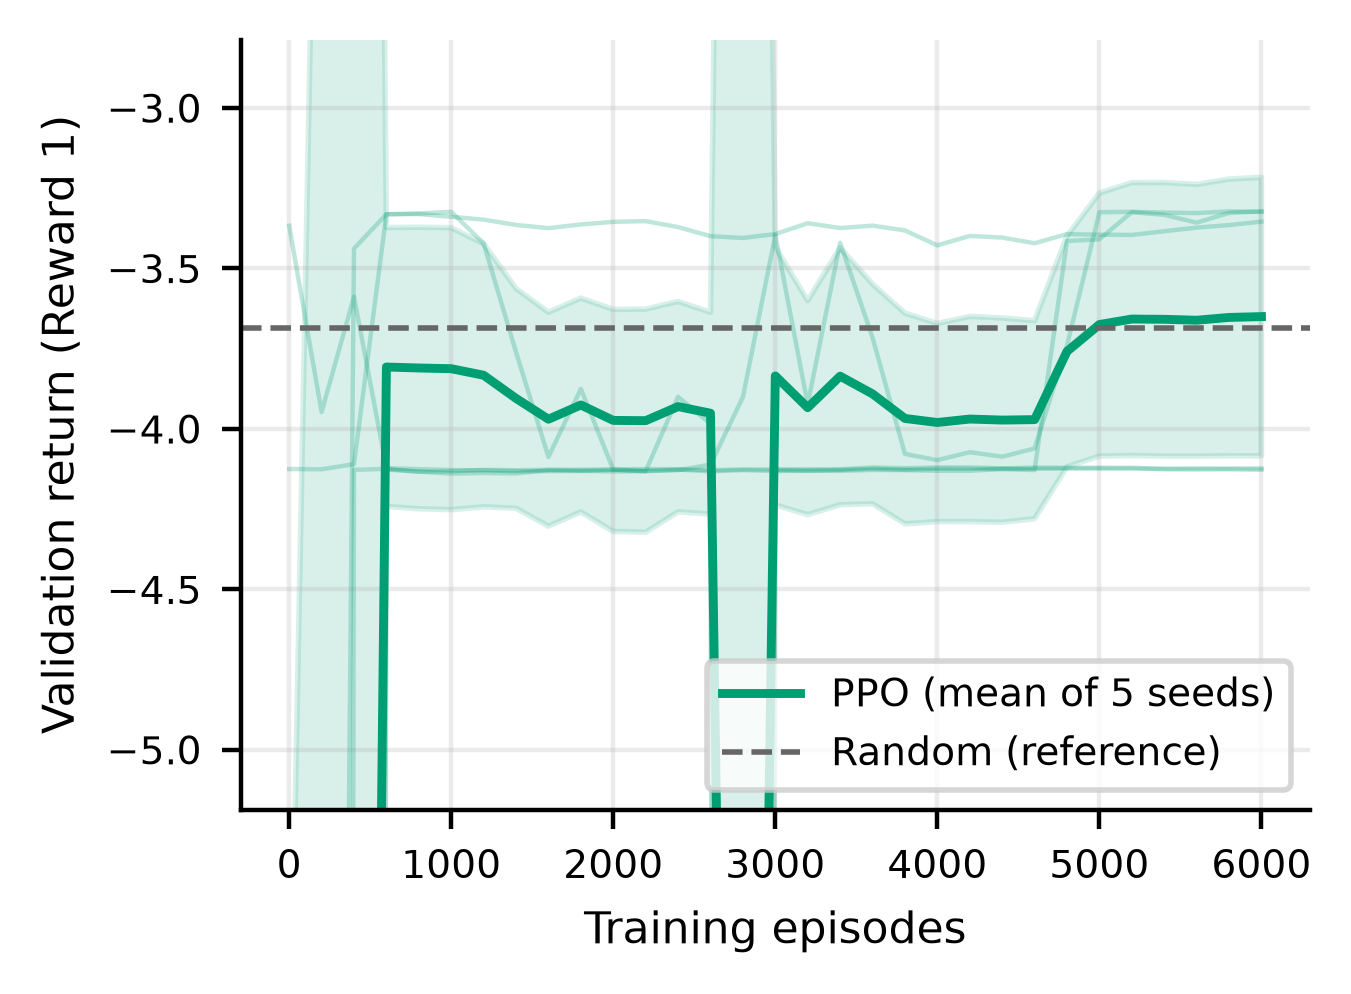 Validation return (Reward 1)
−3.0
−3.5
−4.0
−4.5
−5.0
PPO (mean of 5 seeds)
Random (reference)
0 1000 2000 3000 4000 5000 6000
Training episodes